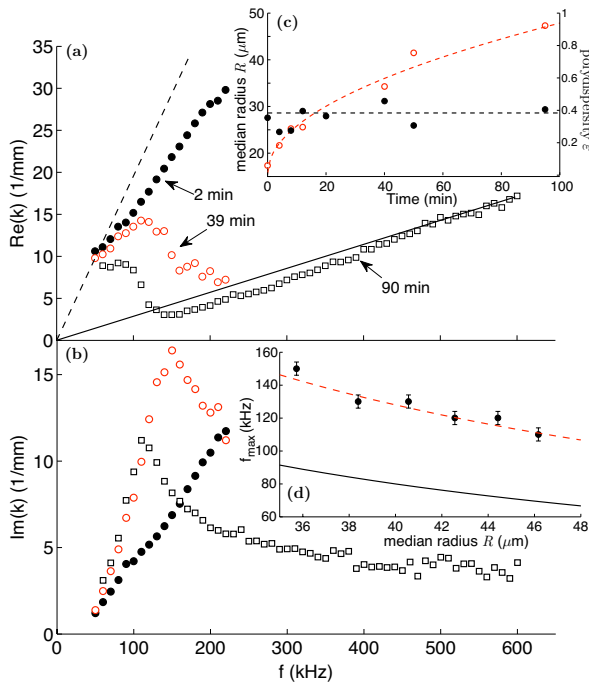 (a)
Re(k) (1/mm)
35
30
25
20
15
10
5
0
2 min
39 min
90 min
(c)
median radius R (μm)
50
40
30
20
polydispersity ε
1
0.8
0.6
0.4
0.2
0 20 40 60 80 100
Time (min)
(b)
Im(k) (1/mm)
15
10
5
0
0 100 200 300 400 500 600
f (kHz)
(d)
f_max (kHz)
160
140
120
100
80
60
36 38 40 42 44 46 48
median radius R (μm)